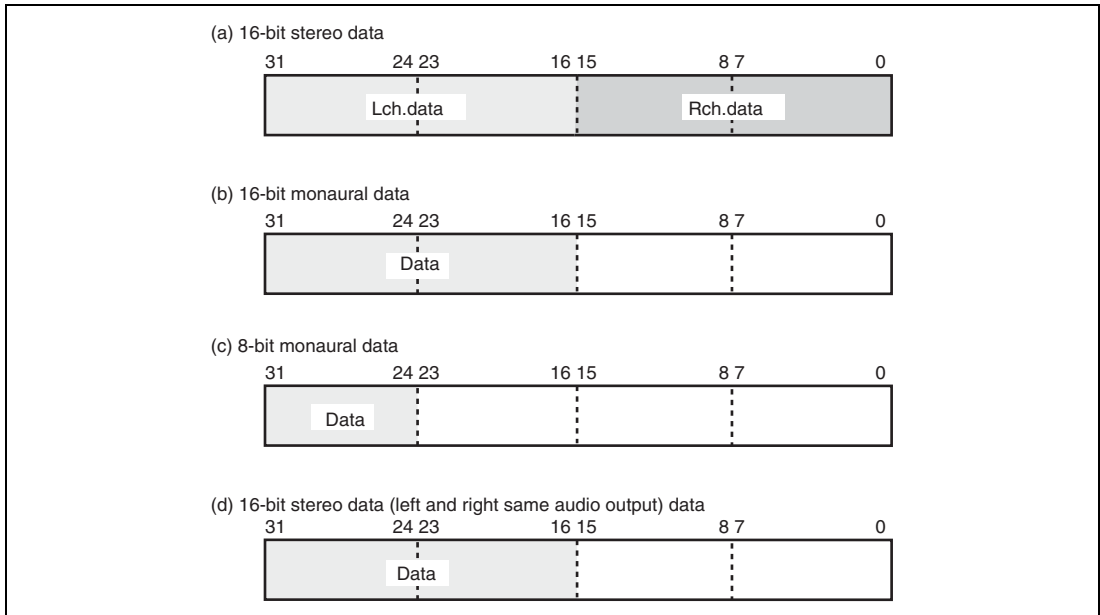 (a) 16-bit stereo data
31 24 23 16 15 8 7 0
Lch.data Rch.data
(b) 16-bit monaural data
31 24 23 16 15 8 7 0
Data
(c) 8-bit monaural data
31 24 23 16 15 8 7 0
Data
(d) 16-bit stereo data (left and right same audio output) data
31 24 23 16 15 8 7 0
Data